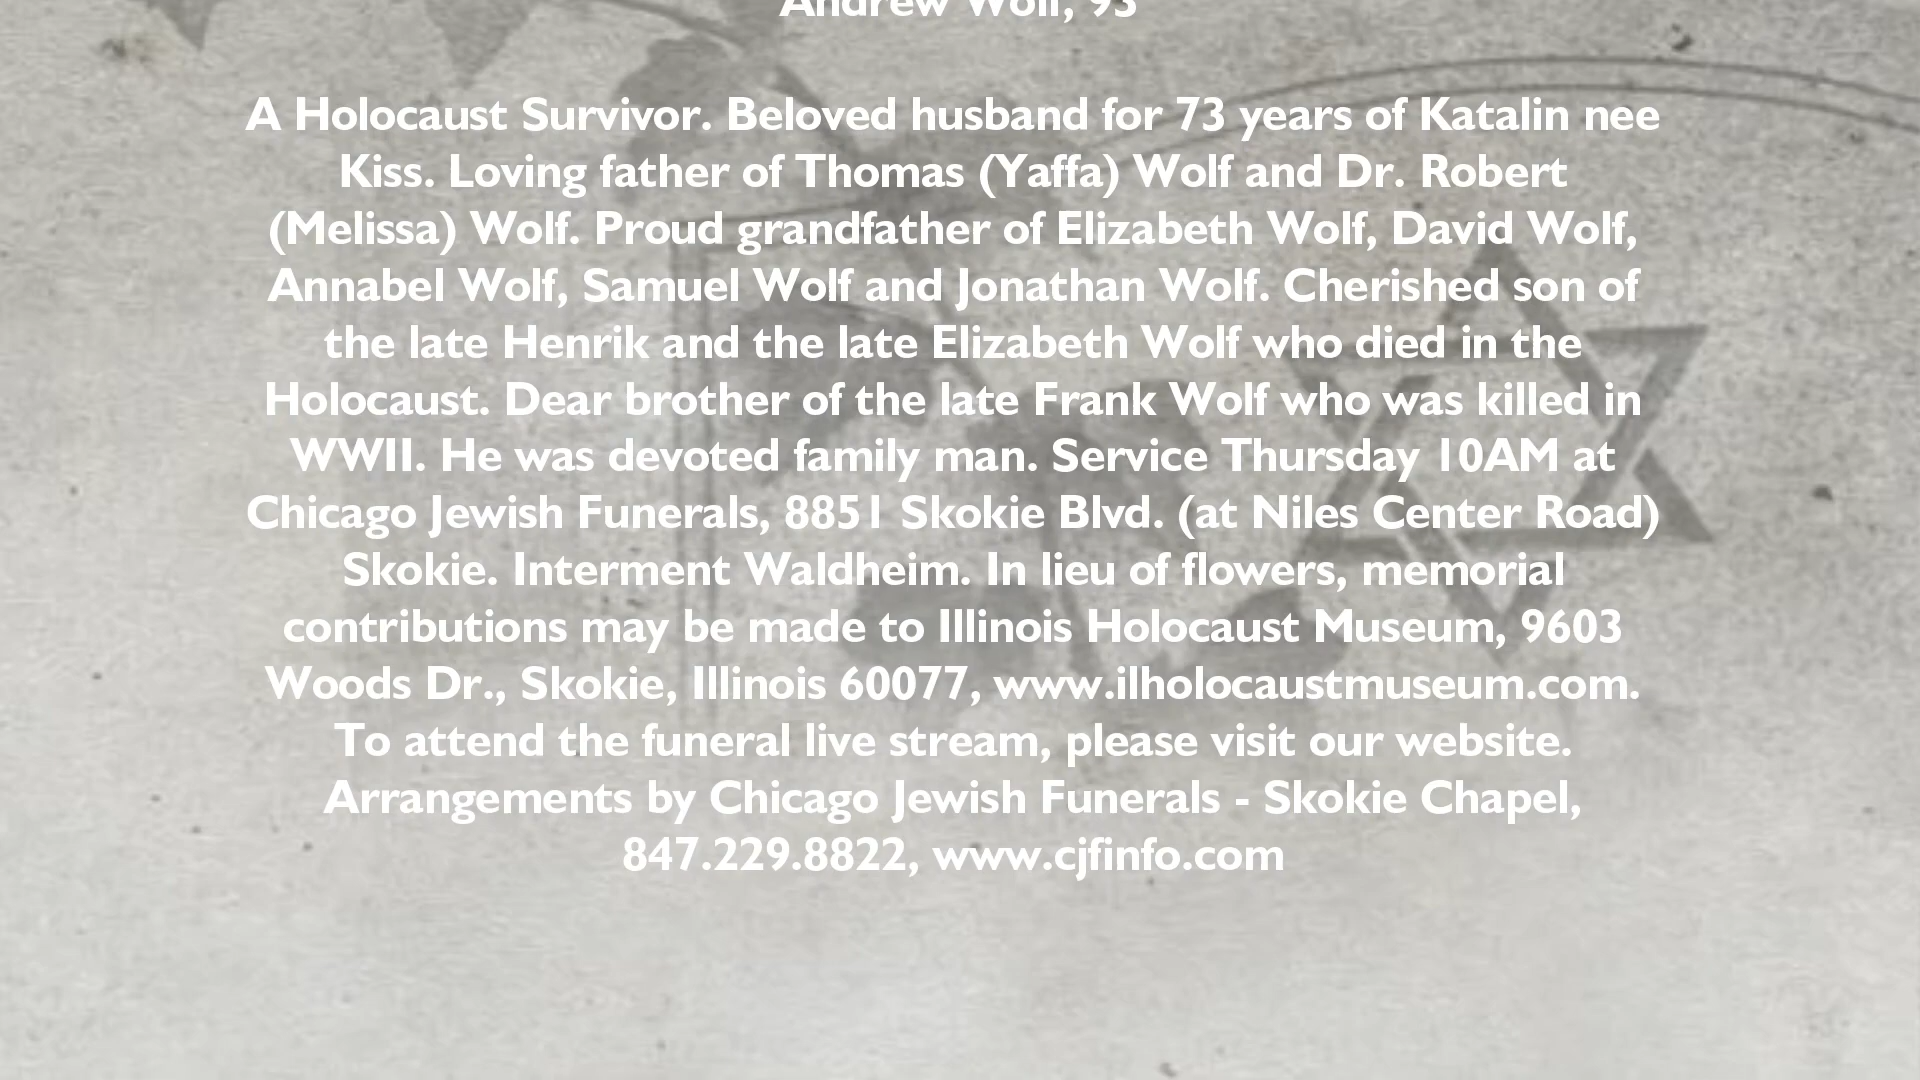 Andrew Wolf, 93
A Holocaust Survivor. Beloved husband for 73 years of Katalin nee
Kiss. Loving father of Thomas (Yaffa) Wolf and Dr. Robert
(Melissa) Wolf. Proud grandfather of Elizabeth Wolf, David Wolf,
Annabel Wolf, Samuel Wolf and Jonathan Wolf. Cherished son of
the late Henrik and the late Elizabeth Wolf who died in the
Holocaust. Dear brother of the late Frank Wolf who was killed in
WWII. He was devoted family man. Service Thursday 10AM at
Chicago Jewish Funerals, 8851 Skokie Blvd. (at Niles Center Road)
Skokie. Interment Waldheim. In lieu of flowers, memorial
contributions may be made to Illinois Holocaust Museum, 9603
Woods Dr., Skokie, Illinois 60077, www.ilholocaustmuseum.com.
To attend the funeral live stream, please visit our website.
Arrangements by Chicago Jewish Funerals - Skokie Chapel,
847.229.8822, www.cjfinfo.com